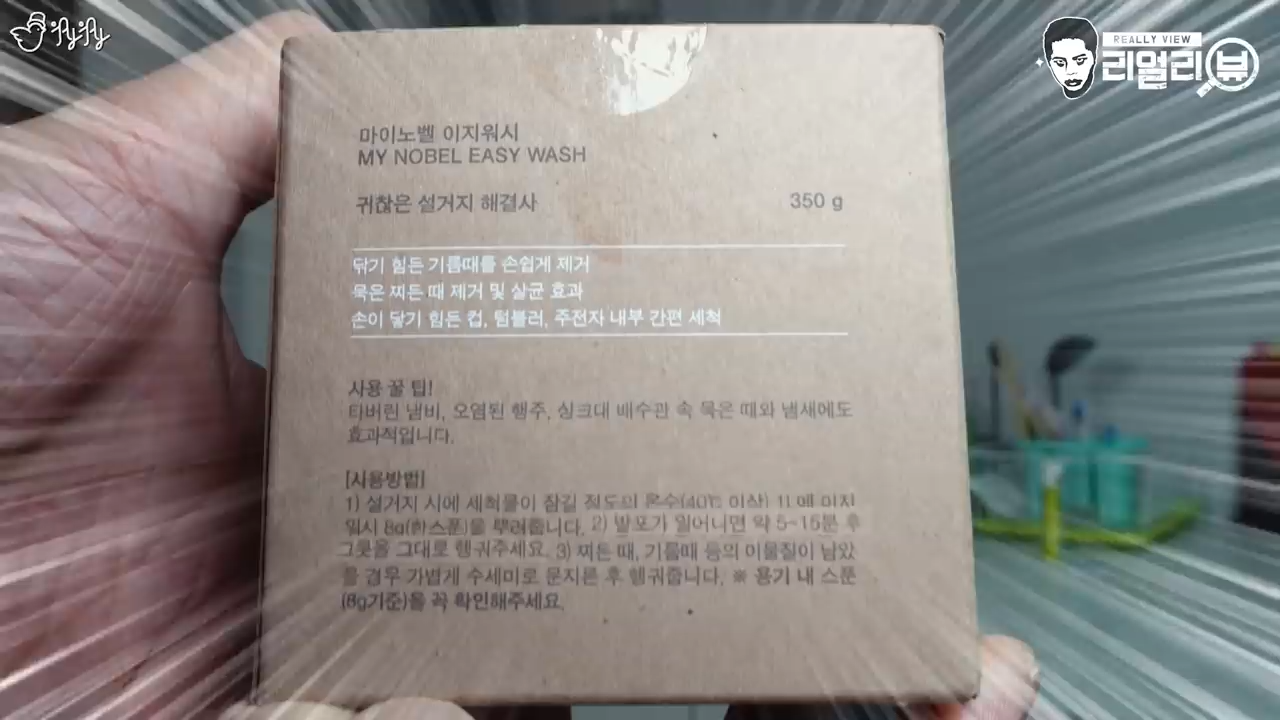 REALLY VIEW
리얼리뷰
마이노벨 이지워시
MY NOBEL EASY WASH
귀찮은 설거지 해결사
350 g
닦기 힘든 기름때를 손쉽게 제거
묵은 찌든 때 제거 및 살균 효과
손이 닿기 힘든 컵, 텀블러, 주전자 내부 간편 세척
사용 꿀 팁!
타버린 냄비, 오염된 행주, 싱크대 배수관 속 묵은 때와 냄새에도
효과적입니다.
[사용방법]
1) 설거지 시에 세척물이 잠길 정도의 온수(40℃ 이상) 1L에 이지
워시 8g(한스푼)을 뿌려줍니다. 2) 발포가 일어나면 약 5~15분 후
그릇을 그대로 헹궈주세요. 3) 찌든 때, 기름때 등의 이물질이 남았
을 경우 가볍게 수세미로 문지른 후 헹궈줍니다. ※ 용기 내 스푼
(8g기준)을 꼭 확인해주세요.